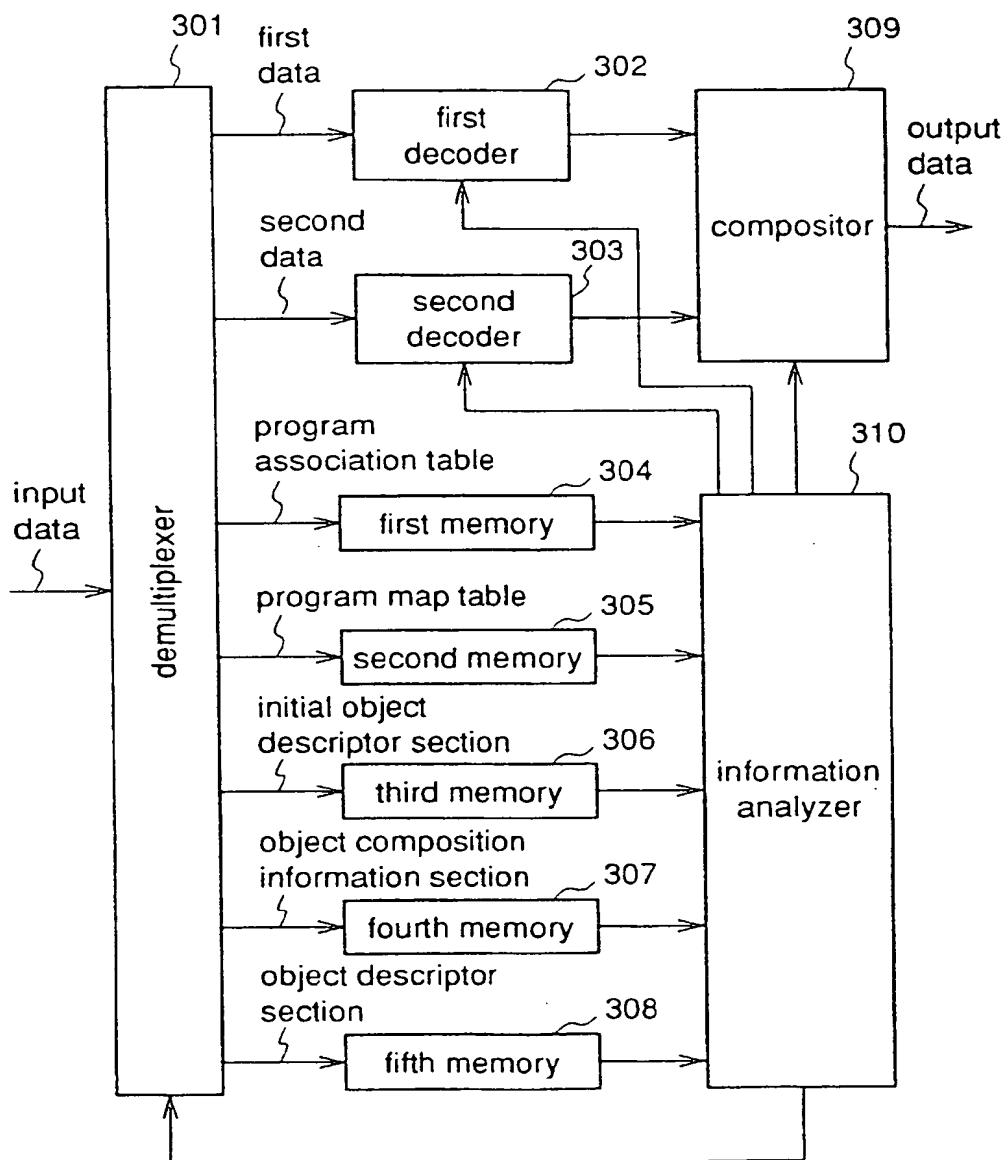 301
first
data
302
first
decoder
309
compositor
output
data
second
data
303
second
decoder
310
program
association table
304
first memory
input
data
demultiplexer
program map table
305
second memory
initial object
descriptor section
306
third memory
information
analyzer
object composition
information section
307
fourth memory
object descriptor
section
308
fifth memory